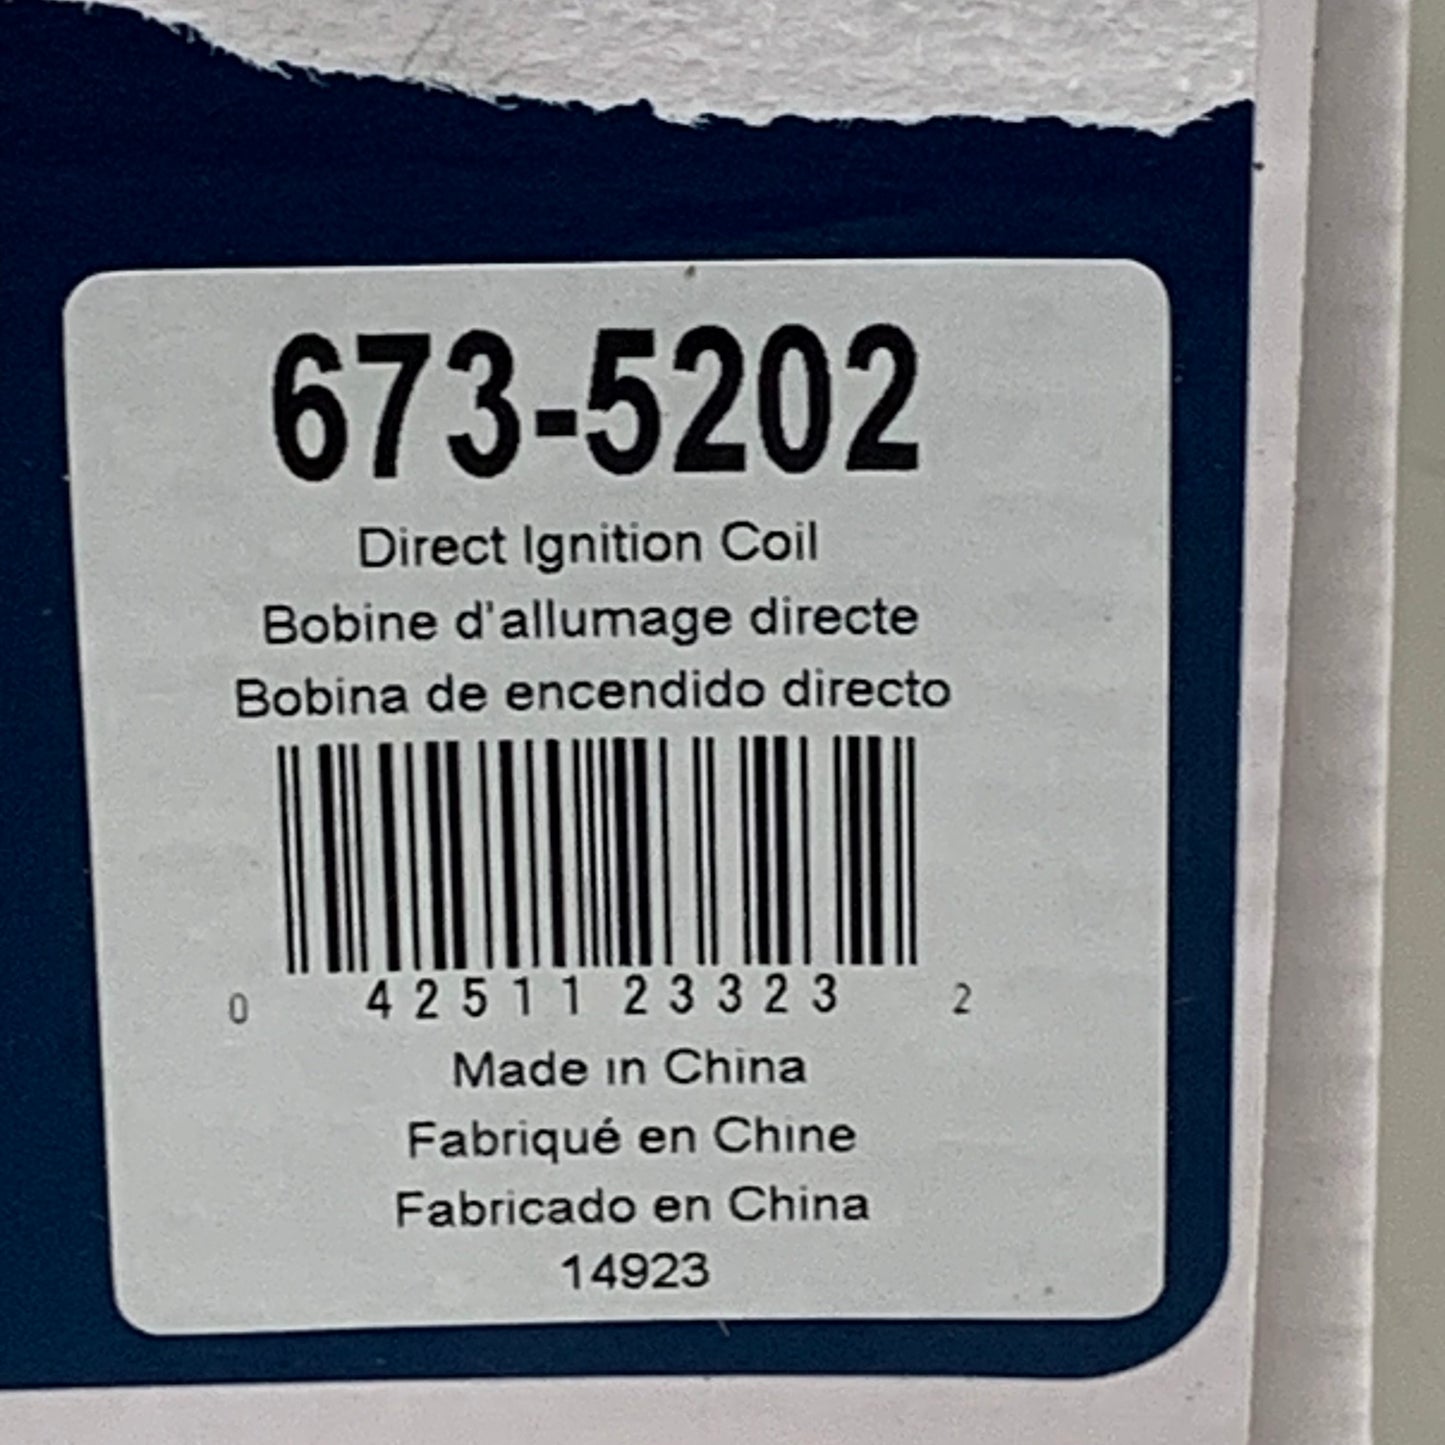 673-5202
Direct Ignition Coil
Bobine d'allumage directe
Bobina de encendido directo
0 42511 23323 2
Made in China
Fabriqué en Chine
Fabricado en China
14923